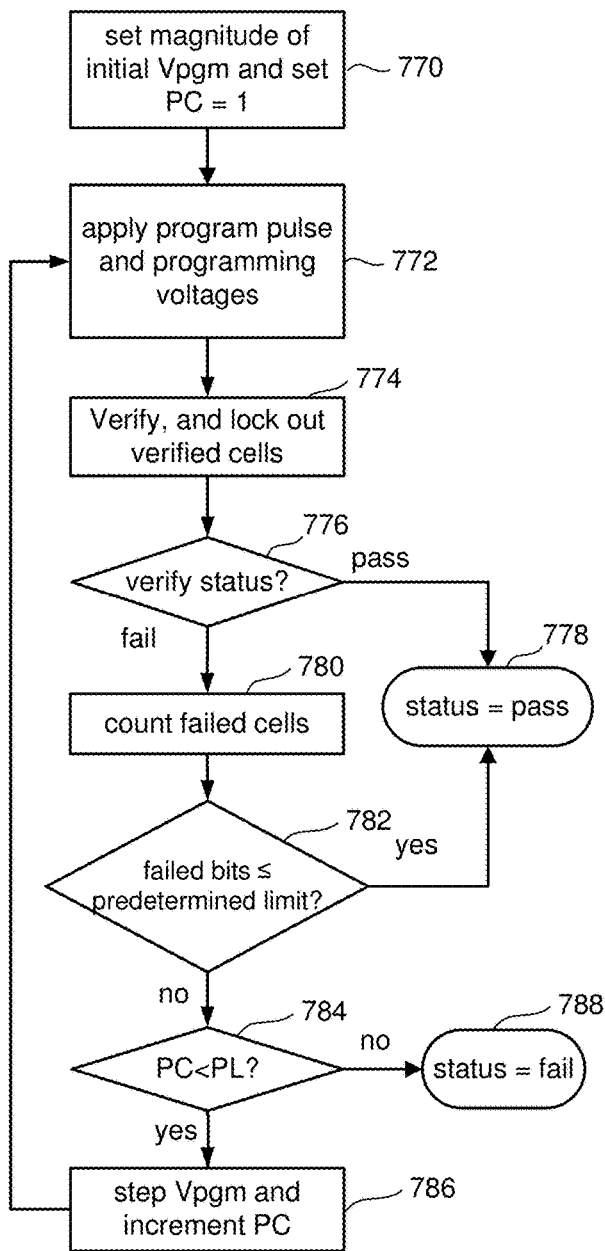 set magnitude of
initial Vpgm and set
PC = 1
770
apply program pulse
and programming
voltages
772
774
Verify, and lock out
verified cells
776
verify status?
pass
fail
778
status = pass
780
count failed cells
782
failed bits ≤
predetermined limit?
yes
no
784
PC<PL?
no
788
status = fail
yes
step Vpgm and
increment PC
786